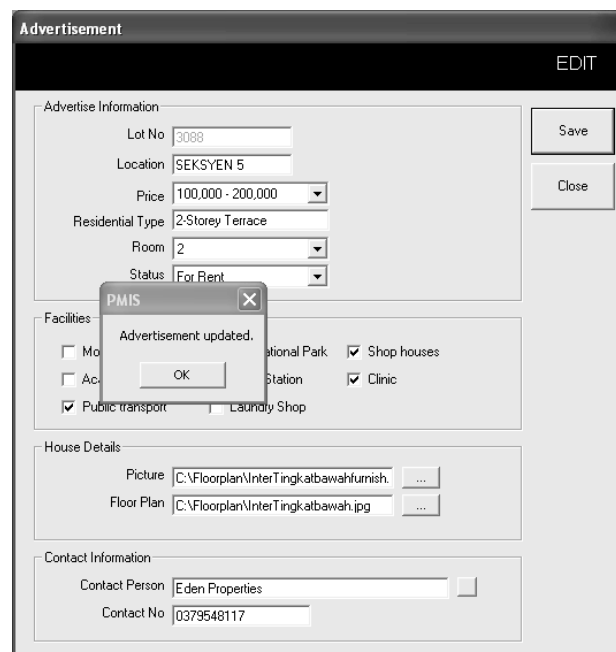 Advertisement
EDIT
Advertise Information
Lot No 3088
Save
Location SEKSYEN 5
Price 100,000 - 200,000
Close
Residential Type 2-Storey Terrace
Room 2
Status For Rent
PMIS
Advertisement updated.
OK
Facilities
Shop houses
Station
Clinic
Public transport
Laundry Shop
House Details
Picture C:\Floorplan\InterTingkatbawahfurnish. ...
Floor Plan C:\Floorplan\InterTingkatbawah.jpg ...
Contact Information
Contact Person Eden Properties
Contact No 0379548117